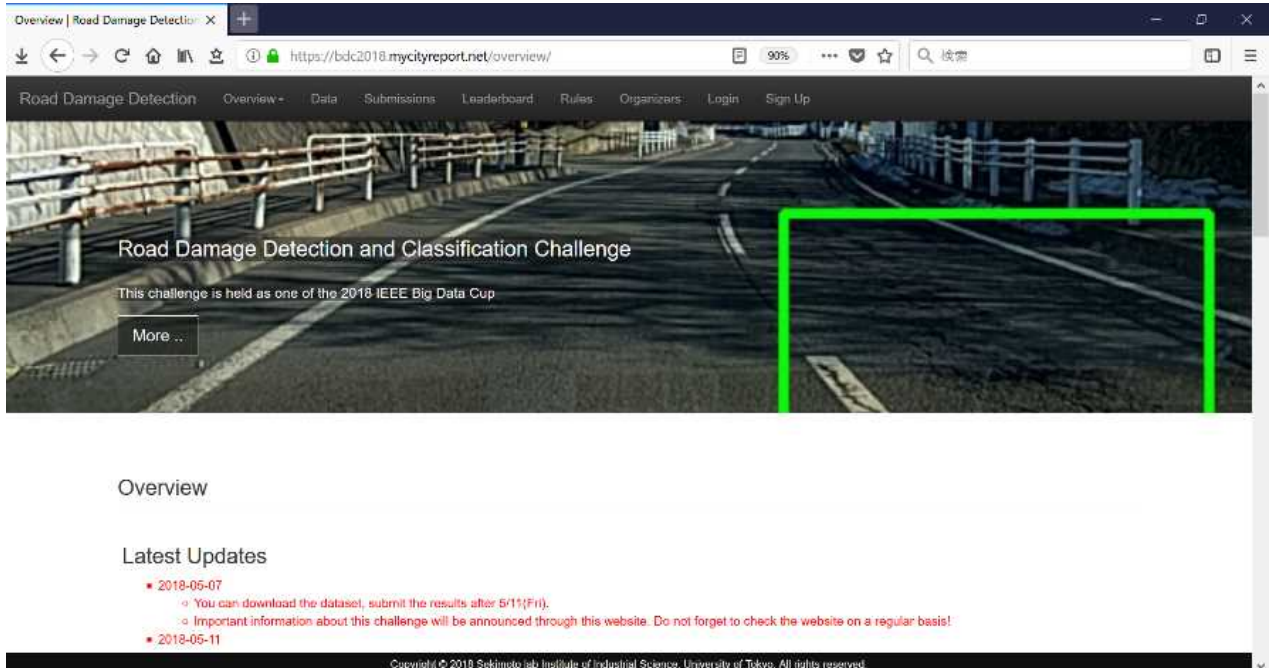 Overview | Road Damage Detection
https://bdc2018.mycityreport.net/overview/
90%
検索
Road Damage Detection Overview Data Submissions Leaderboard Rules Organizers Login Sign Up
Road Damage Detection and Classification Challenge
This challenge is held as one of the 2018 IEEE Big Data Cup
More ..
Overview
Latest Updates
2018-05-07
You can download the dataset, submit the results after 5/11(Fri).
Important information about this challenge will be announced through this website. Do not forget to check the website on a regular basis!
2018-05-11
Copyright © 2018 Sekimoto lab Institute of Industrial Science, University of Tokyo. All rights reserved